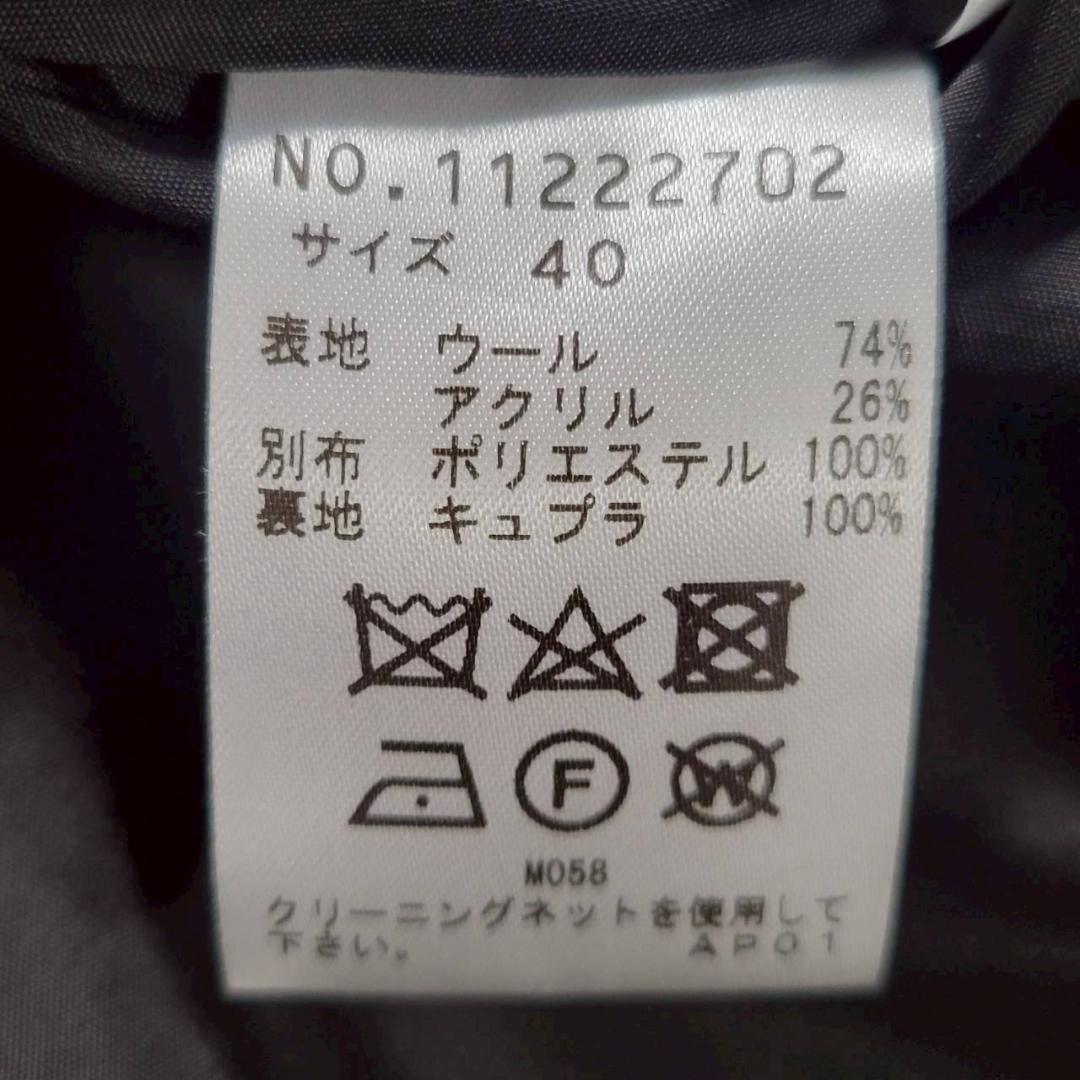 NO.11222702
サイズ 40
表地 ウール 74%
アクリル 26%
別布 ポリエステル 100%
裏地 キュプラ 100%
F W
M058
クリーニングネットを使用して
下さい。 AP01